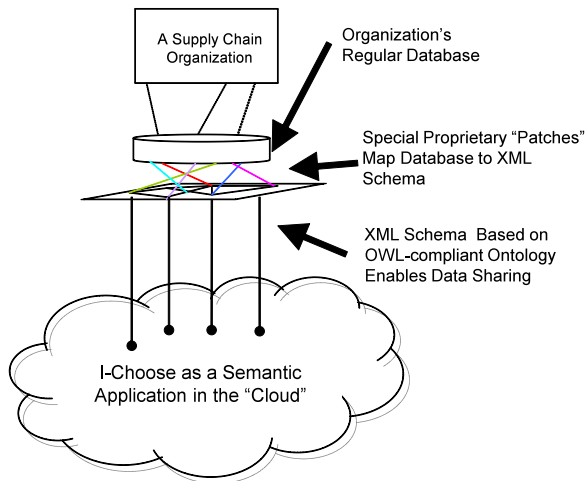 A Supply Chain
Organization
Organization's
Regular Database
Special Proprietary “Patches”
Map Database to XML
Schema
XML Schema Based on
OWL-compliant Ontology
Enables Data Sharing
I-Choose as a Semantic
Application in the “Cloud”